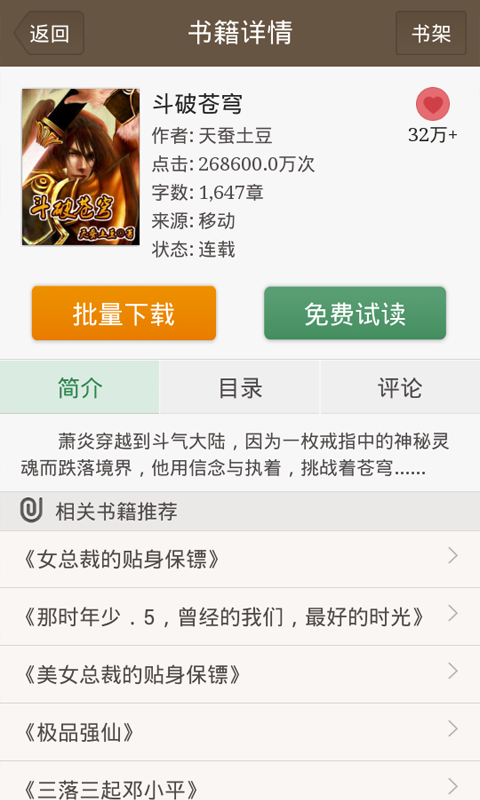 返回
书籍详情
书架
斗破苍穹
作者: 天蚕土豆
32万+
点击: 268600.0万次
字数: 1,647章
来源: 移动
状态: 连载
斗破苍穹
天蚕土豆◎著
批量下载
免费试读
简介
目录
评论
萧炎穿越到斗气大陆，因为一枚戒指中的神秘灵
魂而跌落境界，他用信念与执着，挑战着苍穹......
相关书籍推荐
《女总裁的贴身保镖》
《那时年少．5，曾经的我们，最好的时光》
《美女总裁的贴身保镖》
《极品强仙》
《三落三起邓小平》